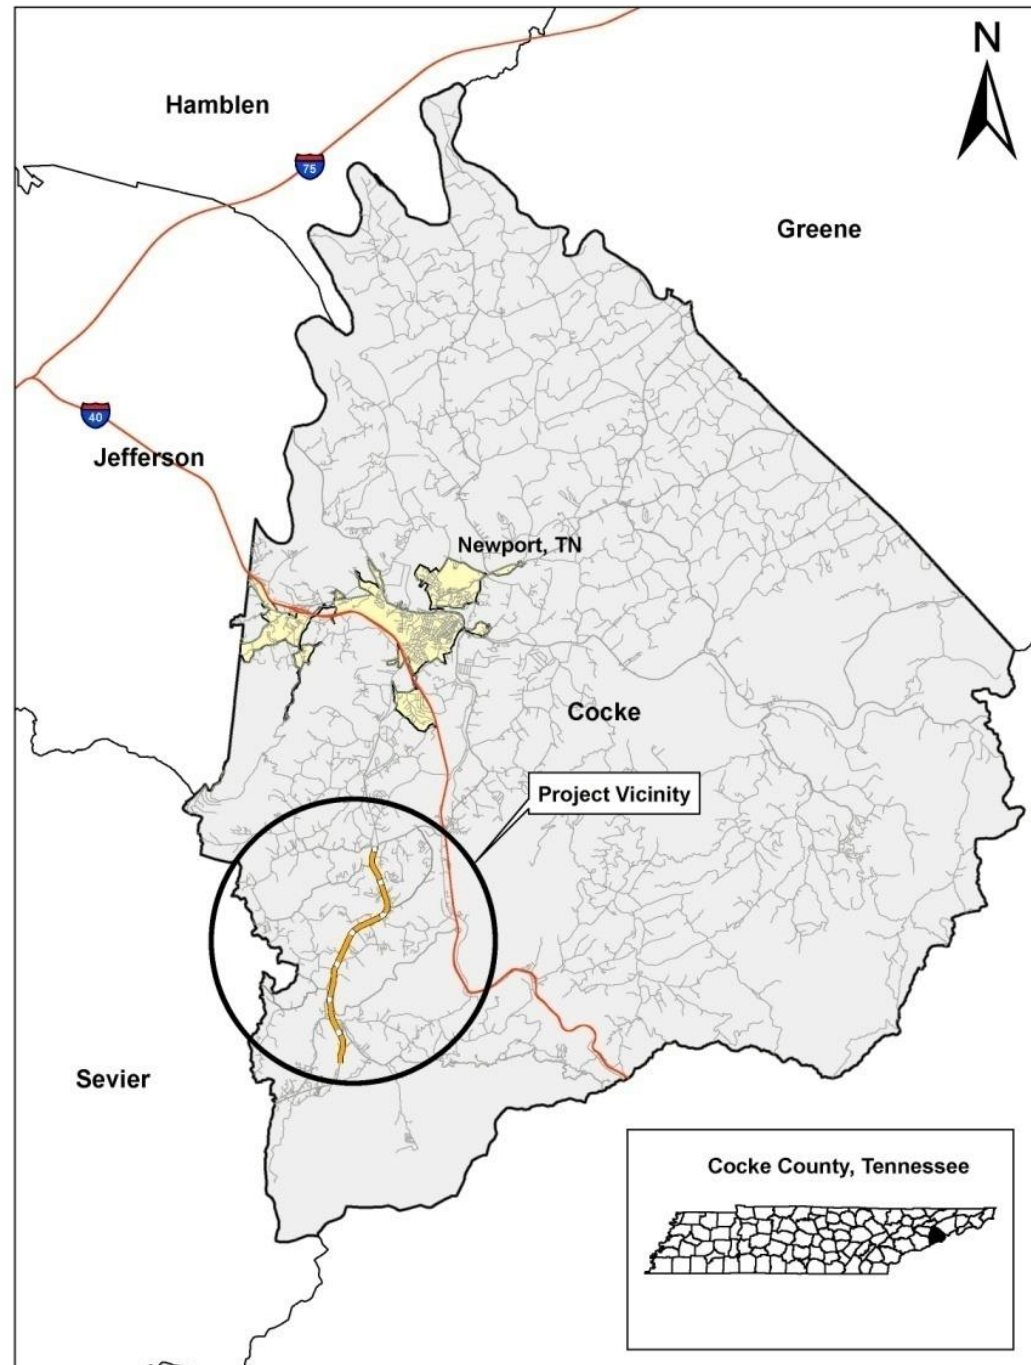 N
Hamblen
75
Greene
40
Jefferson
Newport, TN
Cocke
Project Vicinity
Sevier
Cocke County, Tennessee